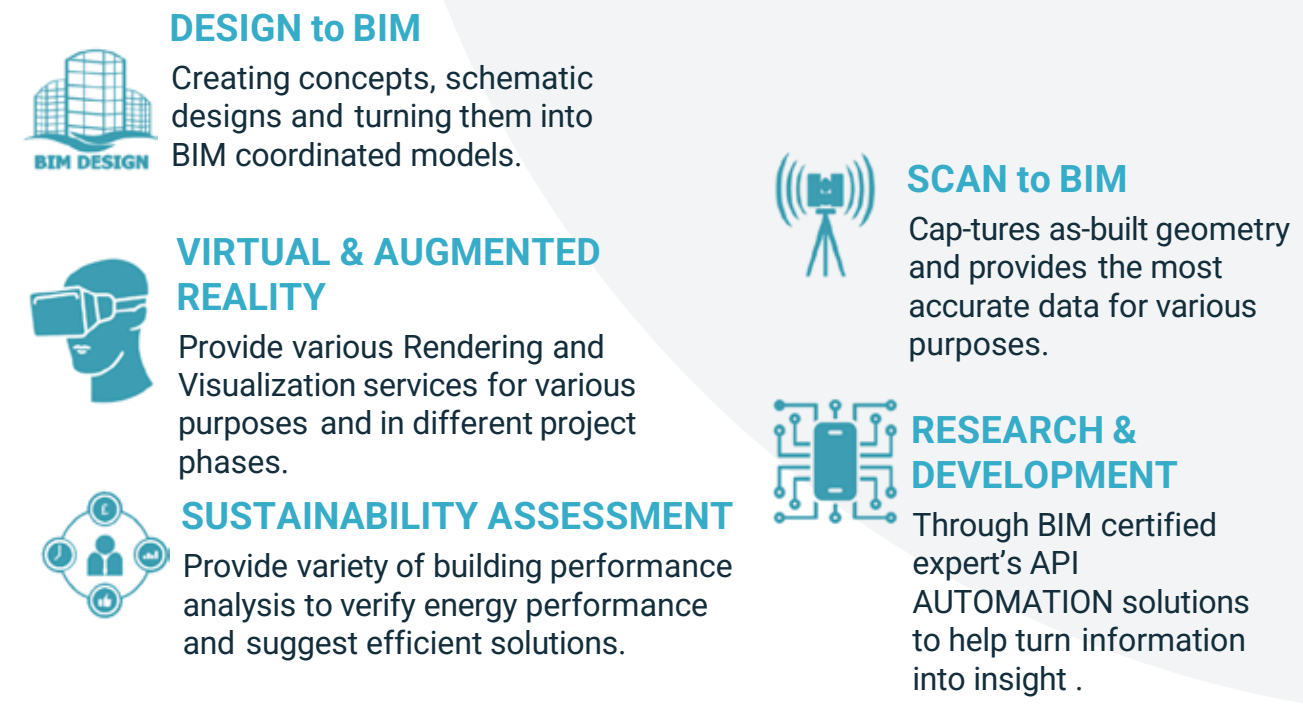 DESIGN to BIM
Creating concepts, schematic
designs and turning them into
BIM coordinated models.
BIM DESIGN
VIRTUAL & AUGMENTED
REALITY
Provide various Rendering and
Visualization services for various
purposes and in different project
phases.
SUSTAINABILITY ASSESSMENT
Provide variety of building performance
analysis to verify energy performance
and suggest efficient solutions.
SCAN to BIM
Cap-tures as-built geometry
and provides the most
accurate data for various
purposes.
RESEARCH &
DEVELOPMENT
Through BIM certified
expert’s API
AUTOMATION solutions
to help turn information
into insight .